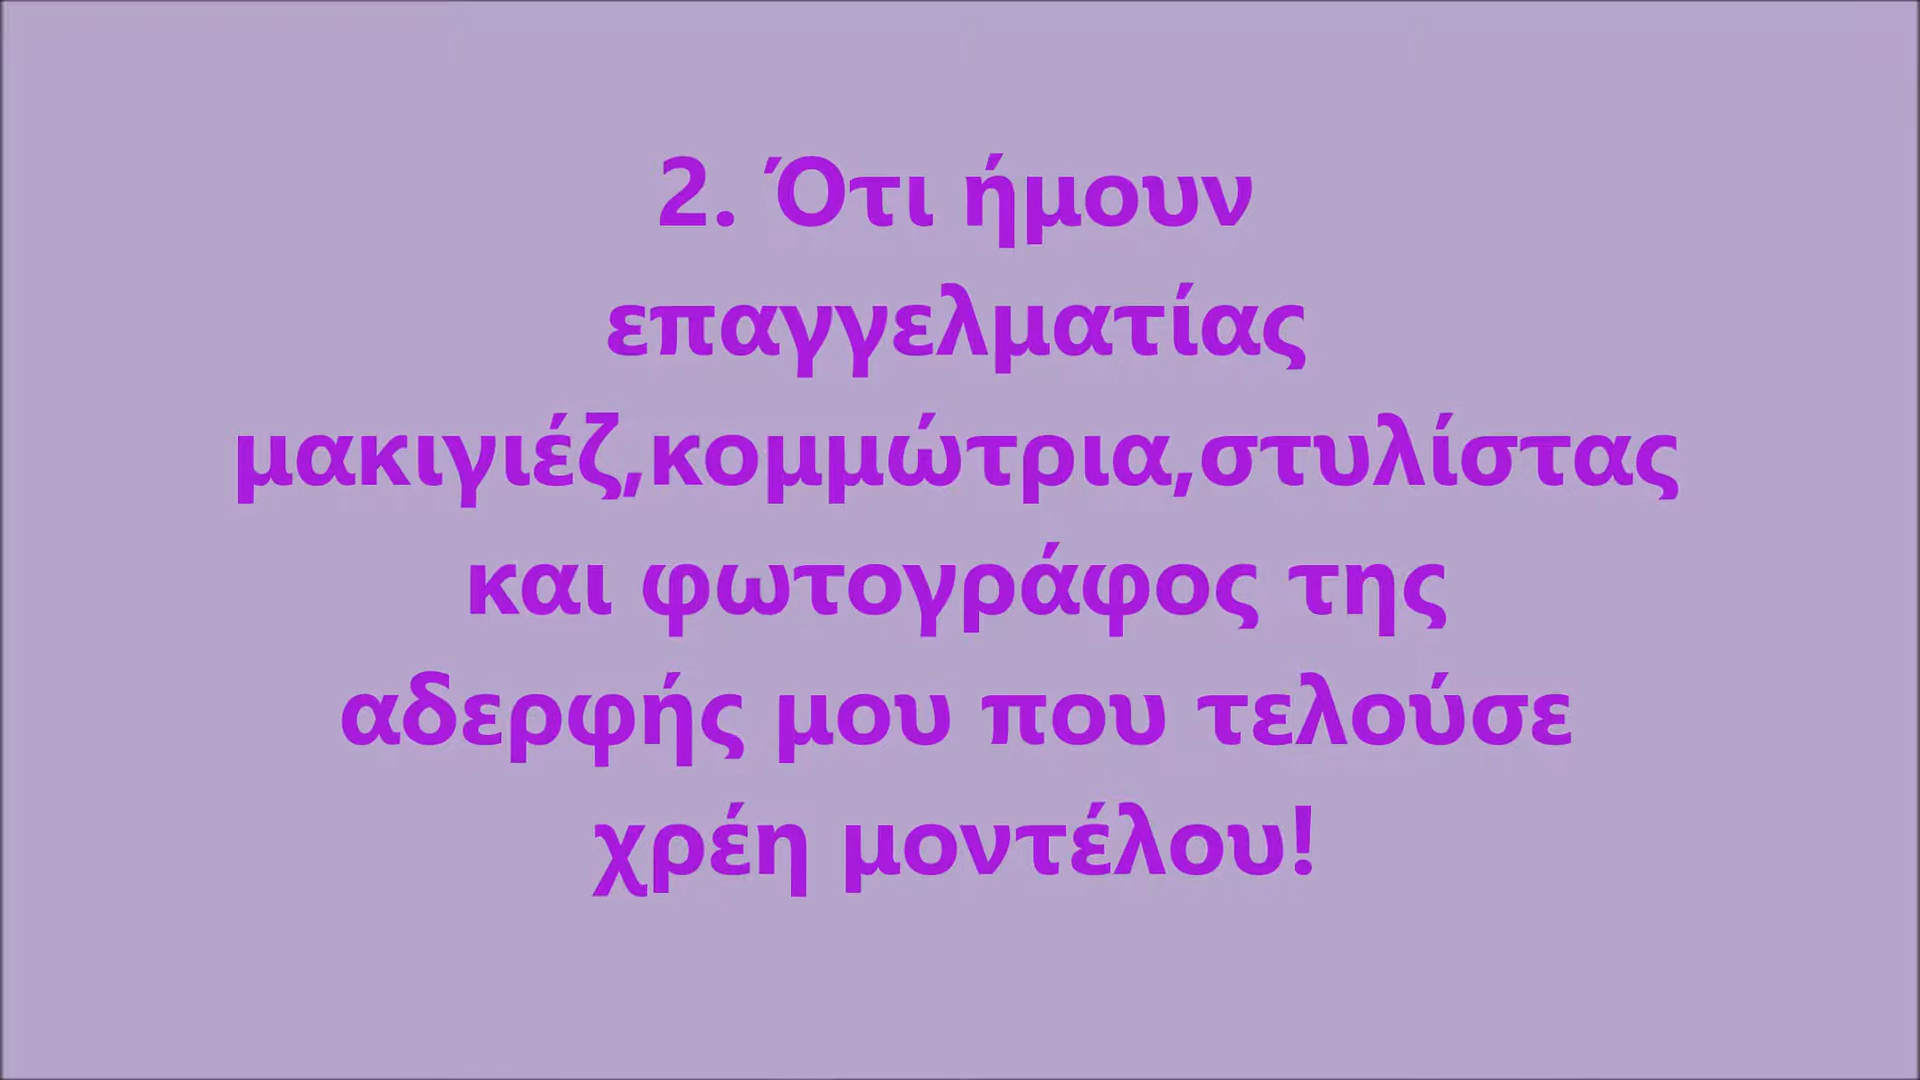 2. Ότι ήμουν
επαγγελματίας
μακιγιέζ,κομμώτρια,στυλίστας
και φωτογράφος της
αδερφής μου που τελούσε
χρέη μοντέλου!